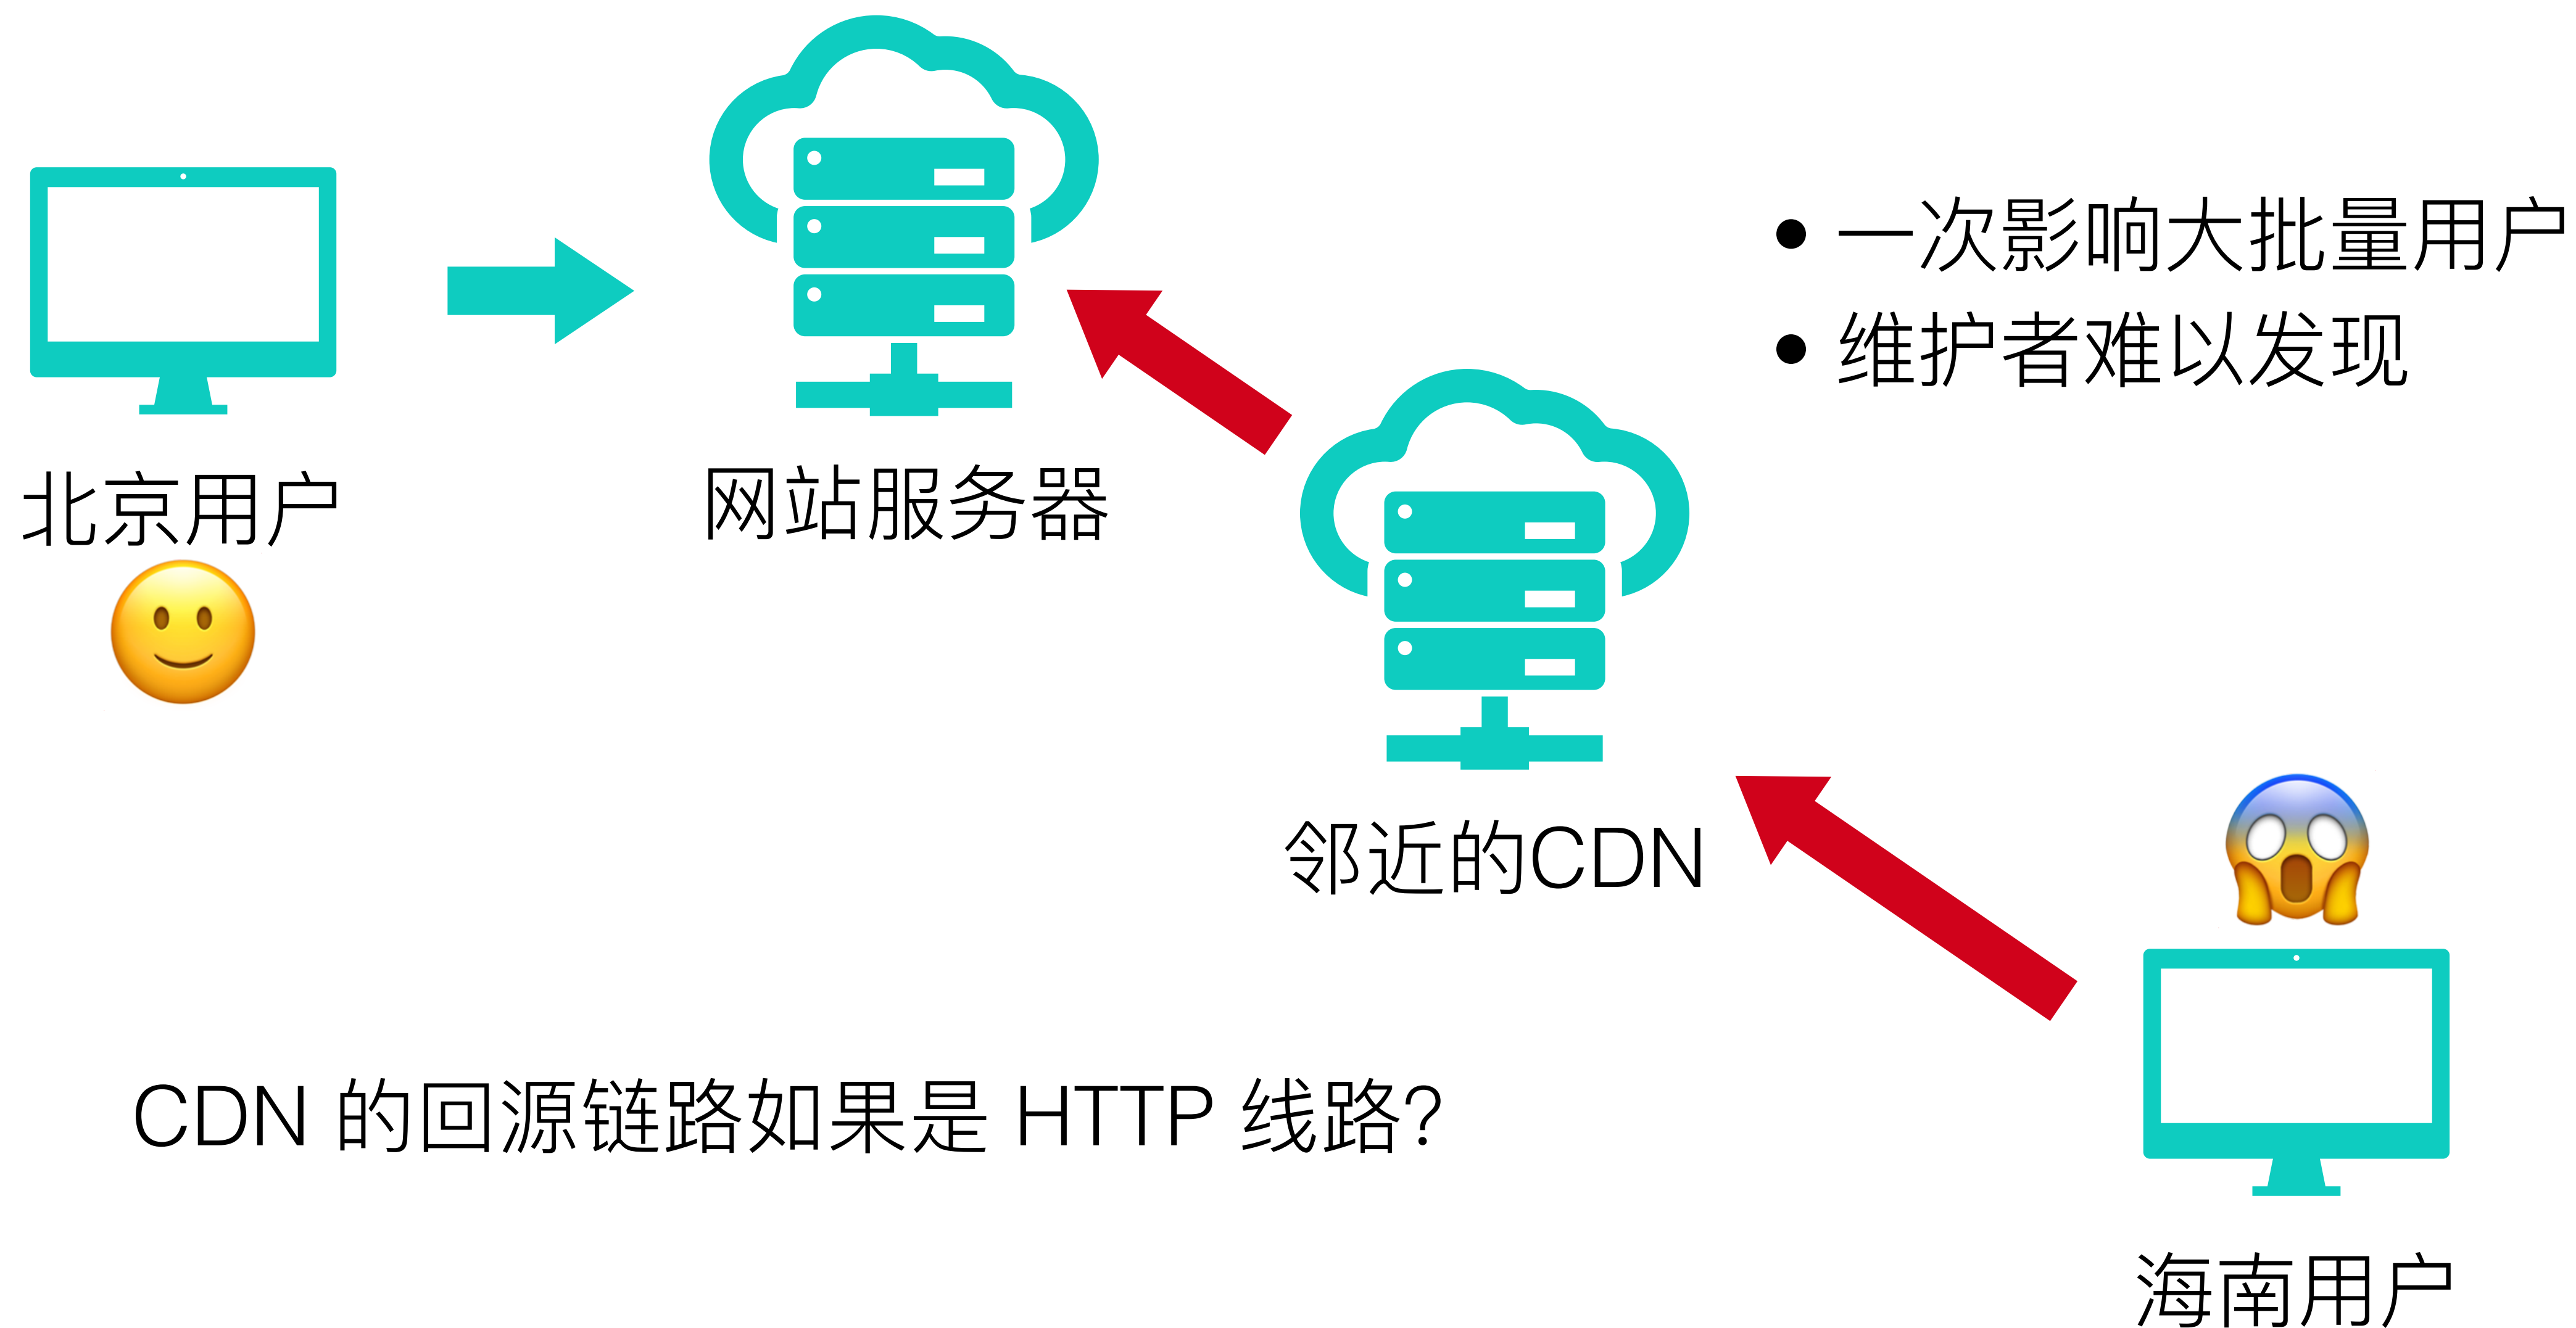 • 一次影响大批量用户
• 维护者难以发现
北京用户
网站服务器
邻近的CDN
CDN 的回源链路如果是 HTTP 线路?
海南用户